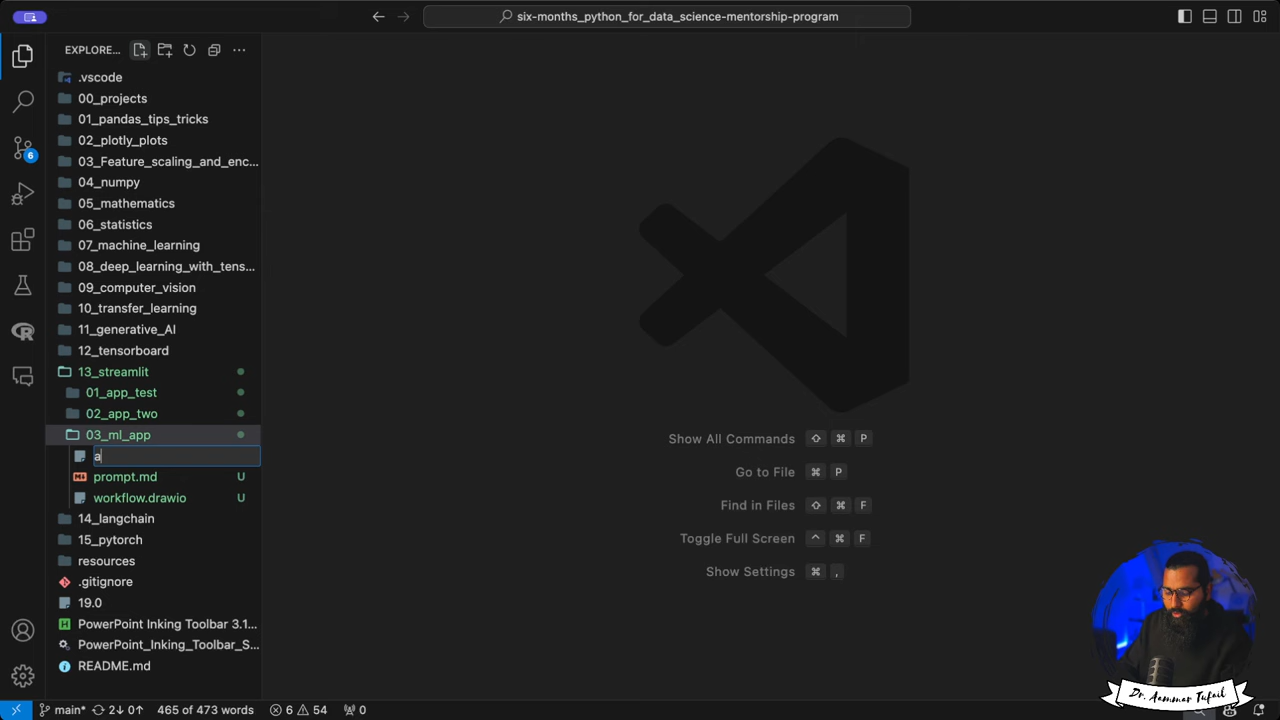 six-months_python_for_data_science-mentorship-program
EXPLORE...
.vscode
00_projects
01_pandas_tips_tricks
02_plotly_plots
03_Feature_scaling_and_enc...
04_numpy
05_mathematics
06_statistics
07_machine_learning
08_deep_learning_with_tens...
09_computer_vision
10_transfer_learning
11_generative_AI
12_tensorboard
13_streamlit
01_app_test
02_app_two
03_ml_app
a
prompt.md U
workflow.drawio U
14_langchain
15_pytorch
resources
.gitignore
19.0
PowerPoint Inking Toolbar 3.1...
PowerPoint_Inking_Toolbar_S...
README.md
Show All Commands ⇧ ⌘ P
Go to File ⌘ P
Find in Files ⇧ ⌘ F
Toggle Full Screen ^ ⌘ F
Show Settings ⌘ ,
6
main* 2↓ 0↑ 465 of 473 words 6 54 0
Dr. Aammar Tufail